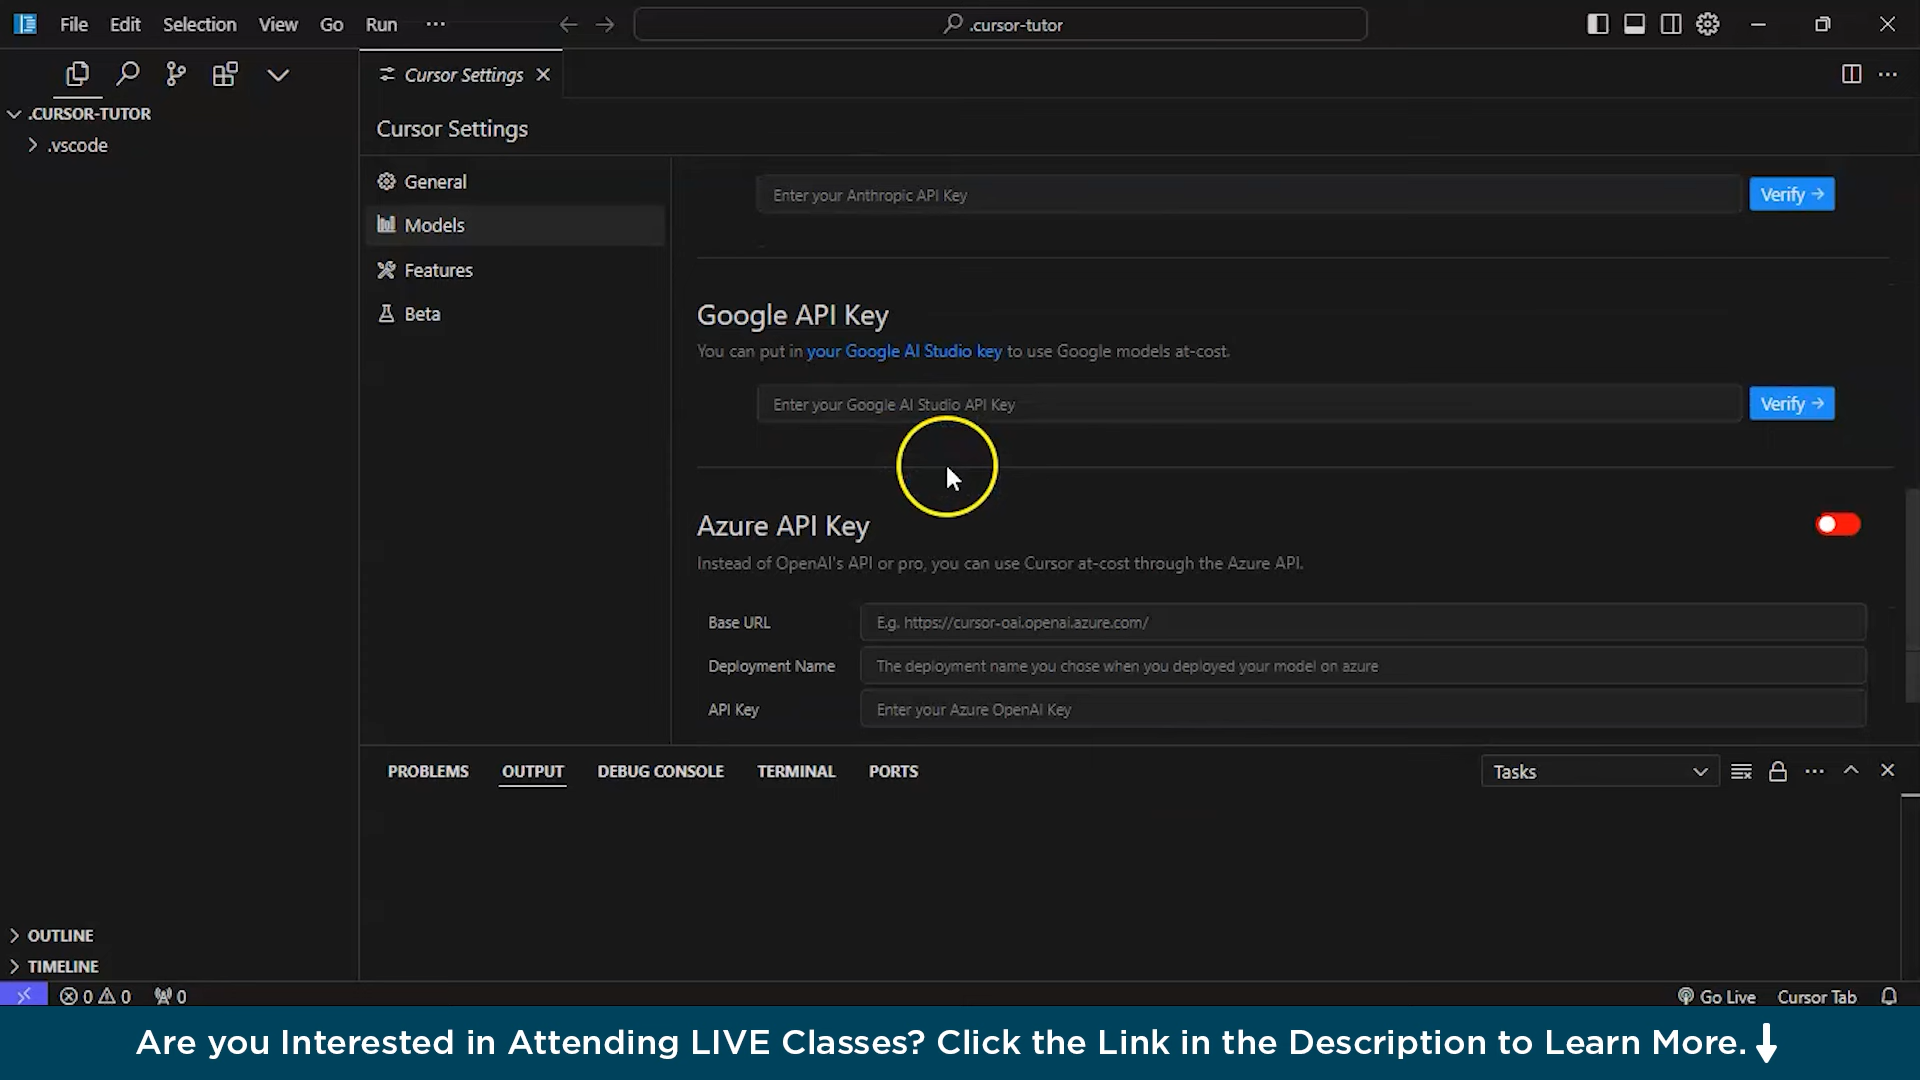 File Edit Selection View Go Run ...
.cursor-tutor
Cursor Settings
.CURSOR-TUTOR
.vscode
Cursor Settings
General
Models
Features
Beta
Enter your Anthropic API Key
Verify →
Google API Key
You can put in your Google AI Studio key to use Google models at-cost.
Enter your Google AI Studio API Key
Verify →
Azure API Key
Instead of OpenAI's API or pro, you can use Cursor at-cost through the Azure API.
Base URL
E.g. https://cursor-oai.openai.azure.com/
Deployment Name
The deployment name you chose when you deployed your model on azure
API Key
Enter your Azure OpenAI Key
PROBLEMS OUTPUT DEBUG CONSOLE TERMINAL PORTS
Tasks
OUTLINE
TIMELINE
0 0 0
Go Live Cursor Tab
Are you Interested in Attending LIVE Classes? Click the Link in the Description to Learn More.